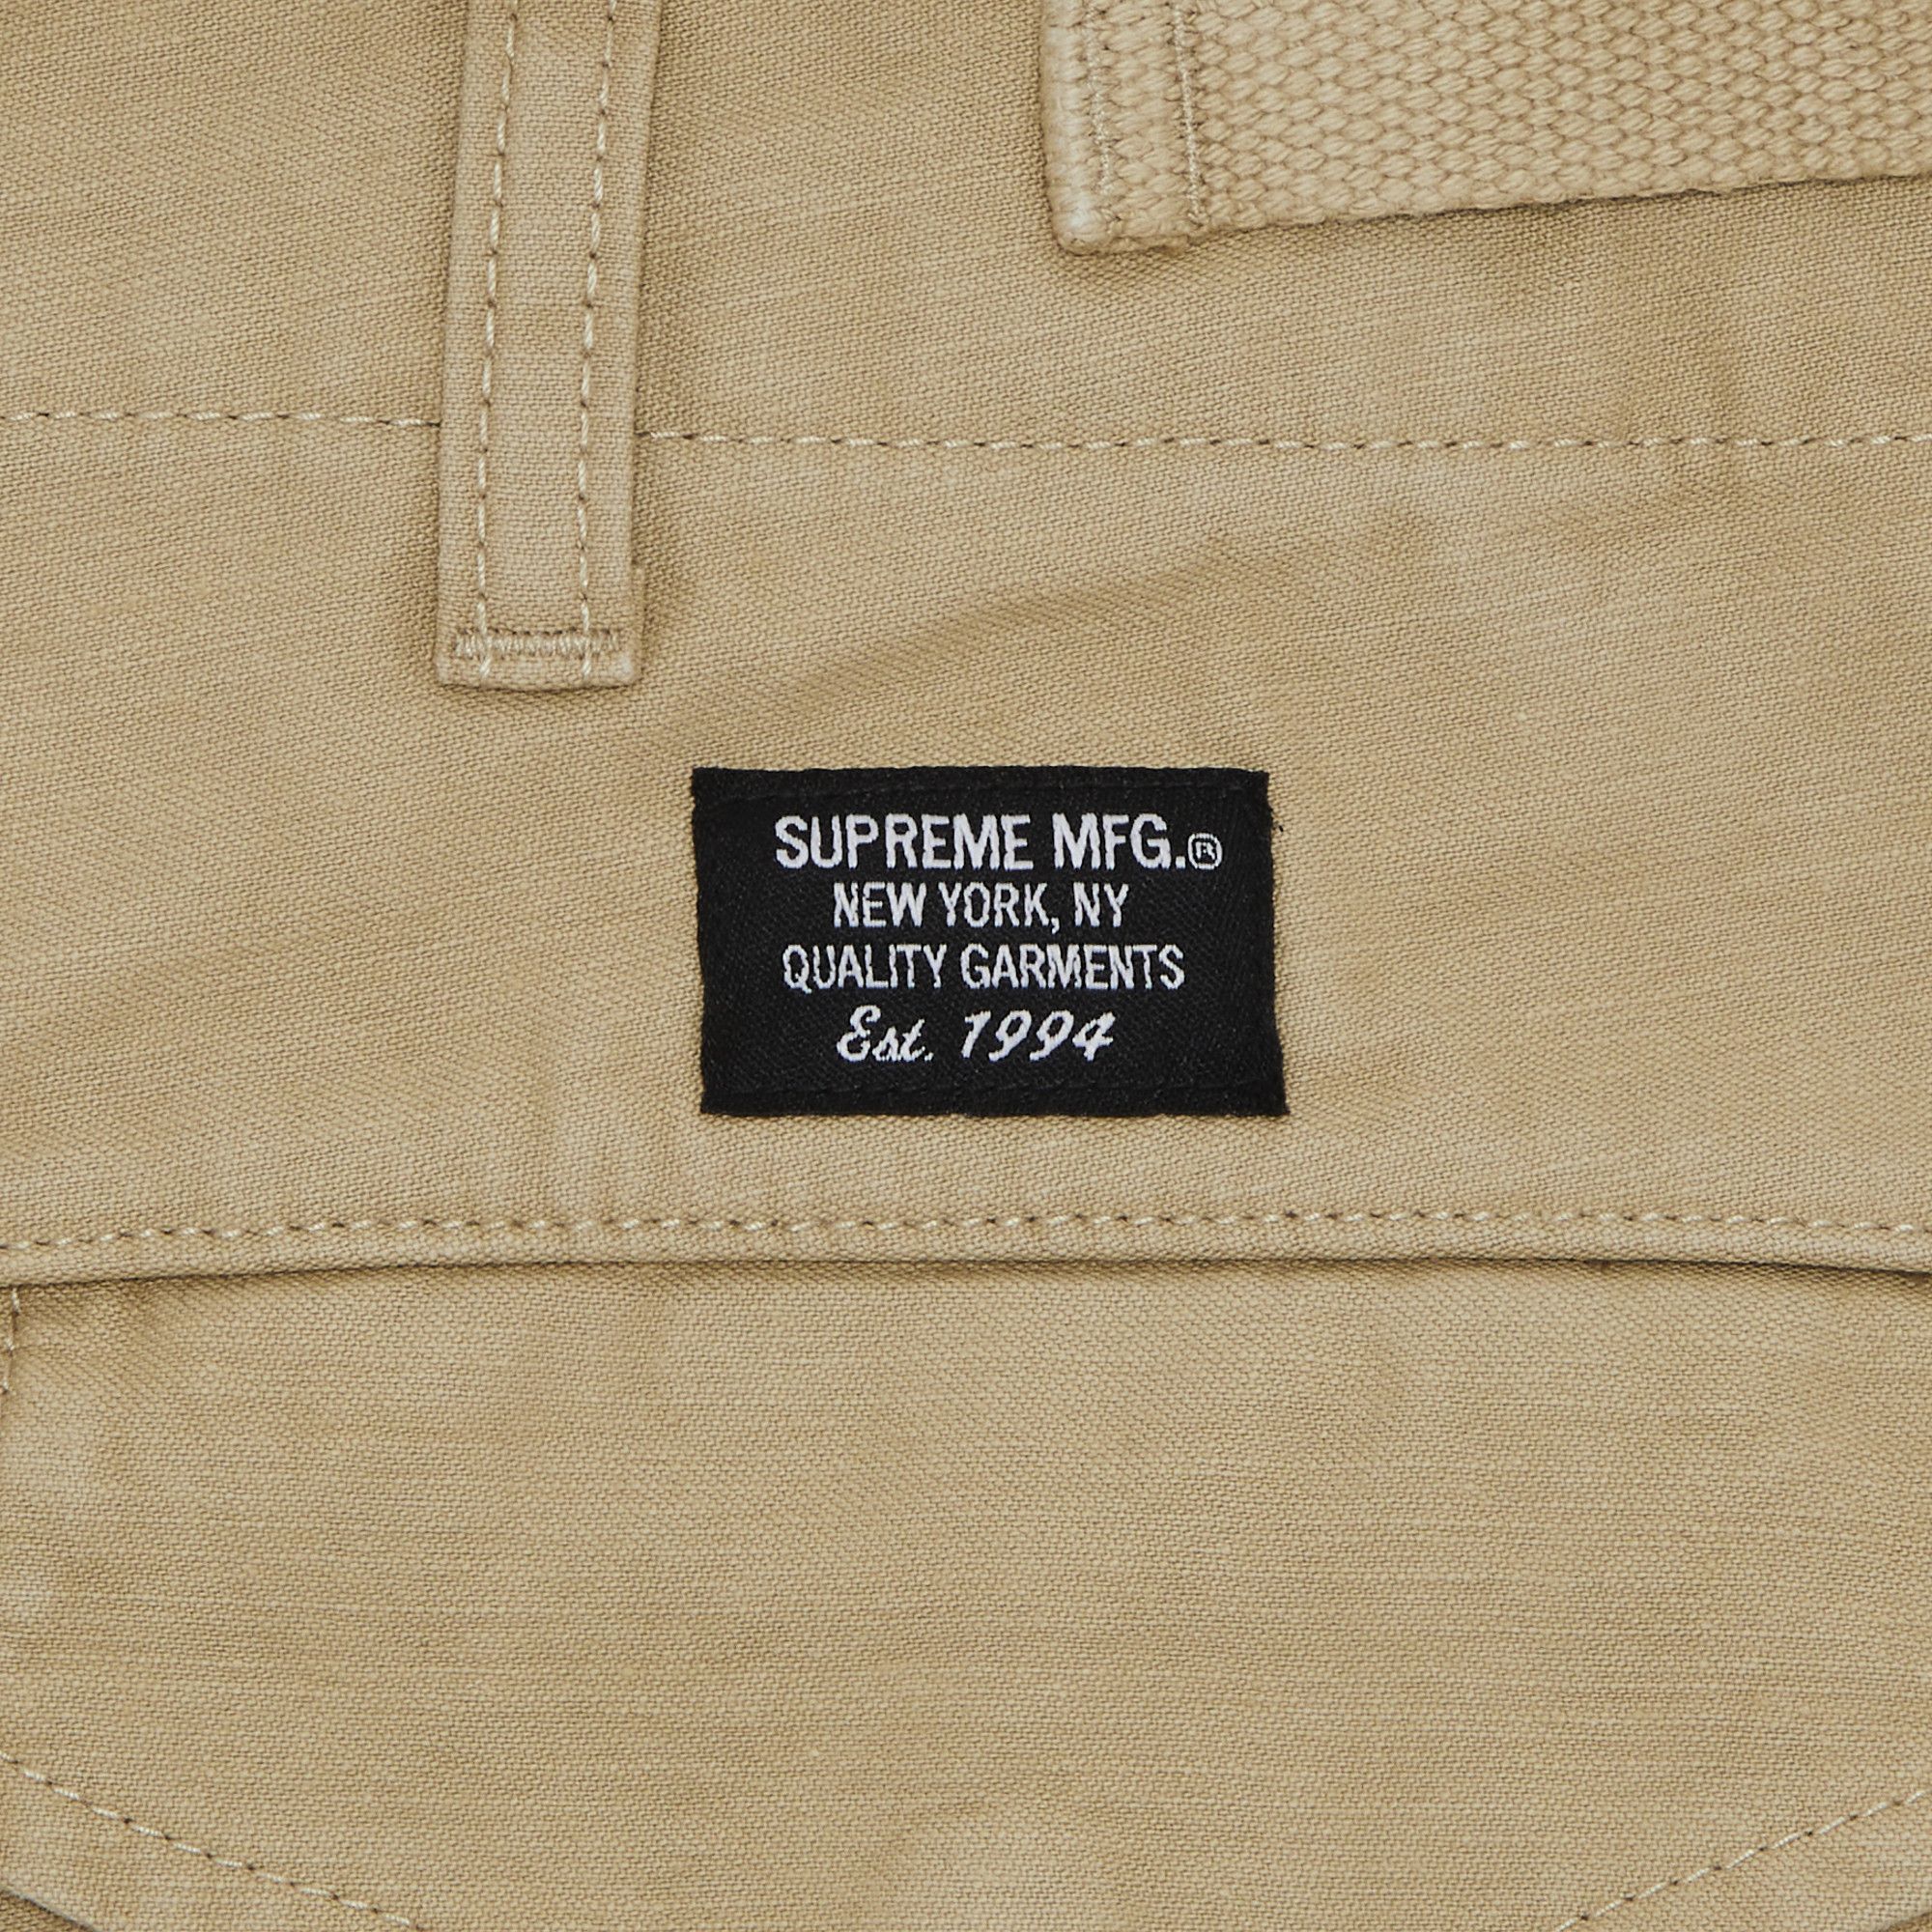 SUPREME MFG.®
NEW YORK, NY
QUALITY GARMENTS
Est. 1994